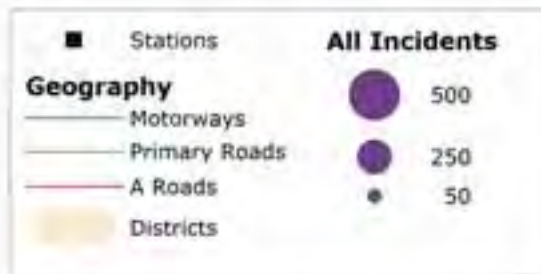 Stations
Geography
Motorways
Primary Roads
A Roads
Districts
All Incidents
500
250
50